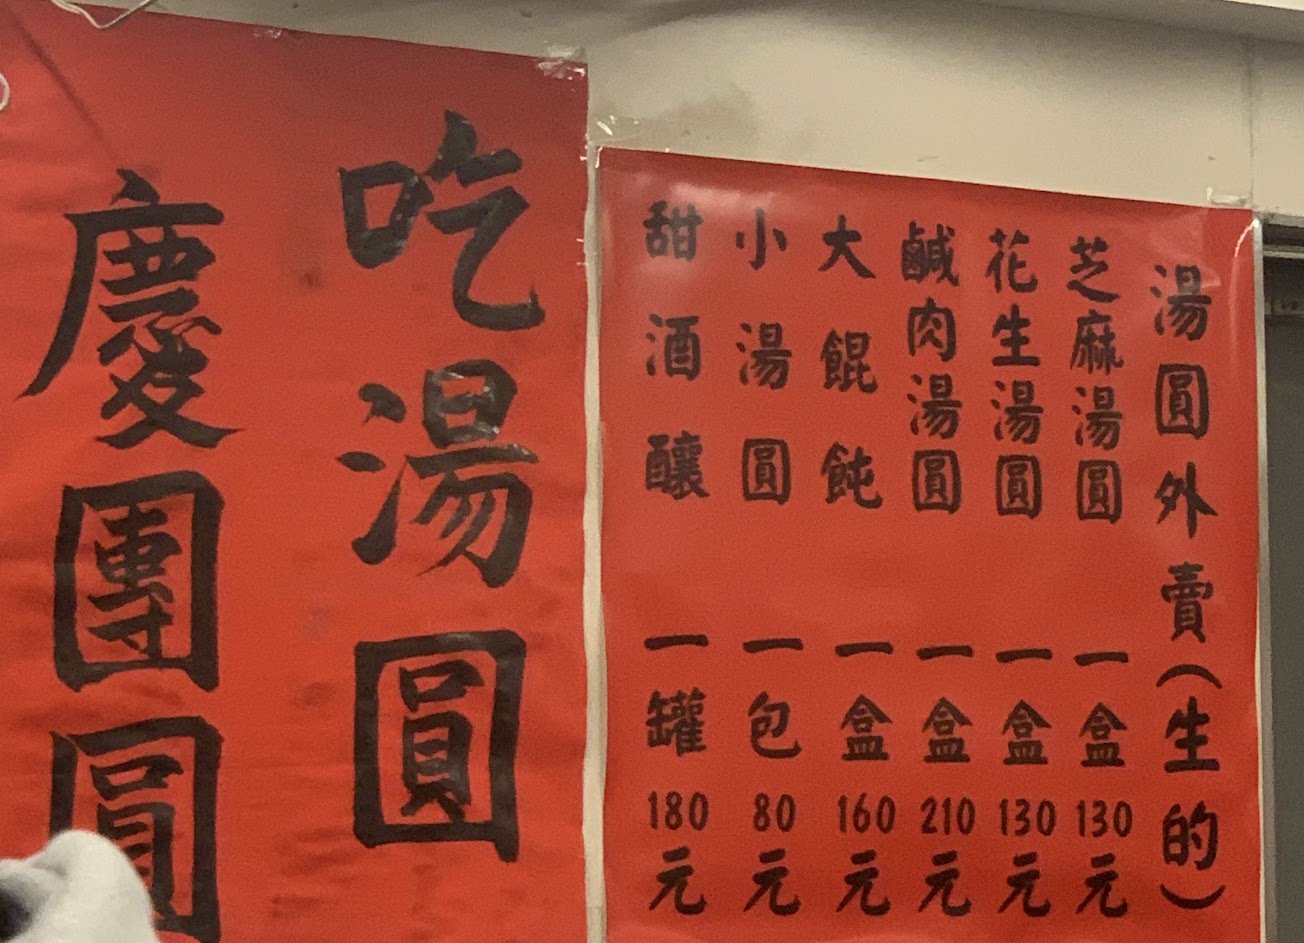 湯圓外賣(生的)
芝麻湯圓 一盒130元
花生湯圓 一盒130元
鹹肉湯圓 一盒210元
大餛飩 一盒160元
小湯圓 一包80元
甜酒釀 一罐180元
吃湯圓
慶團圓